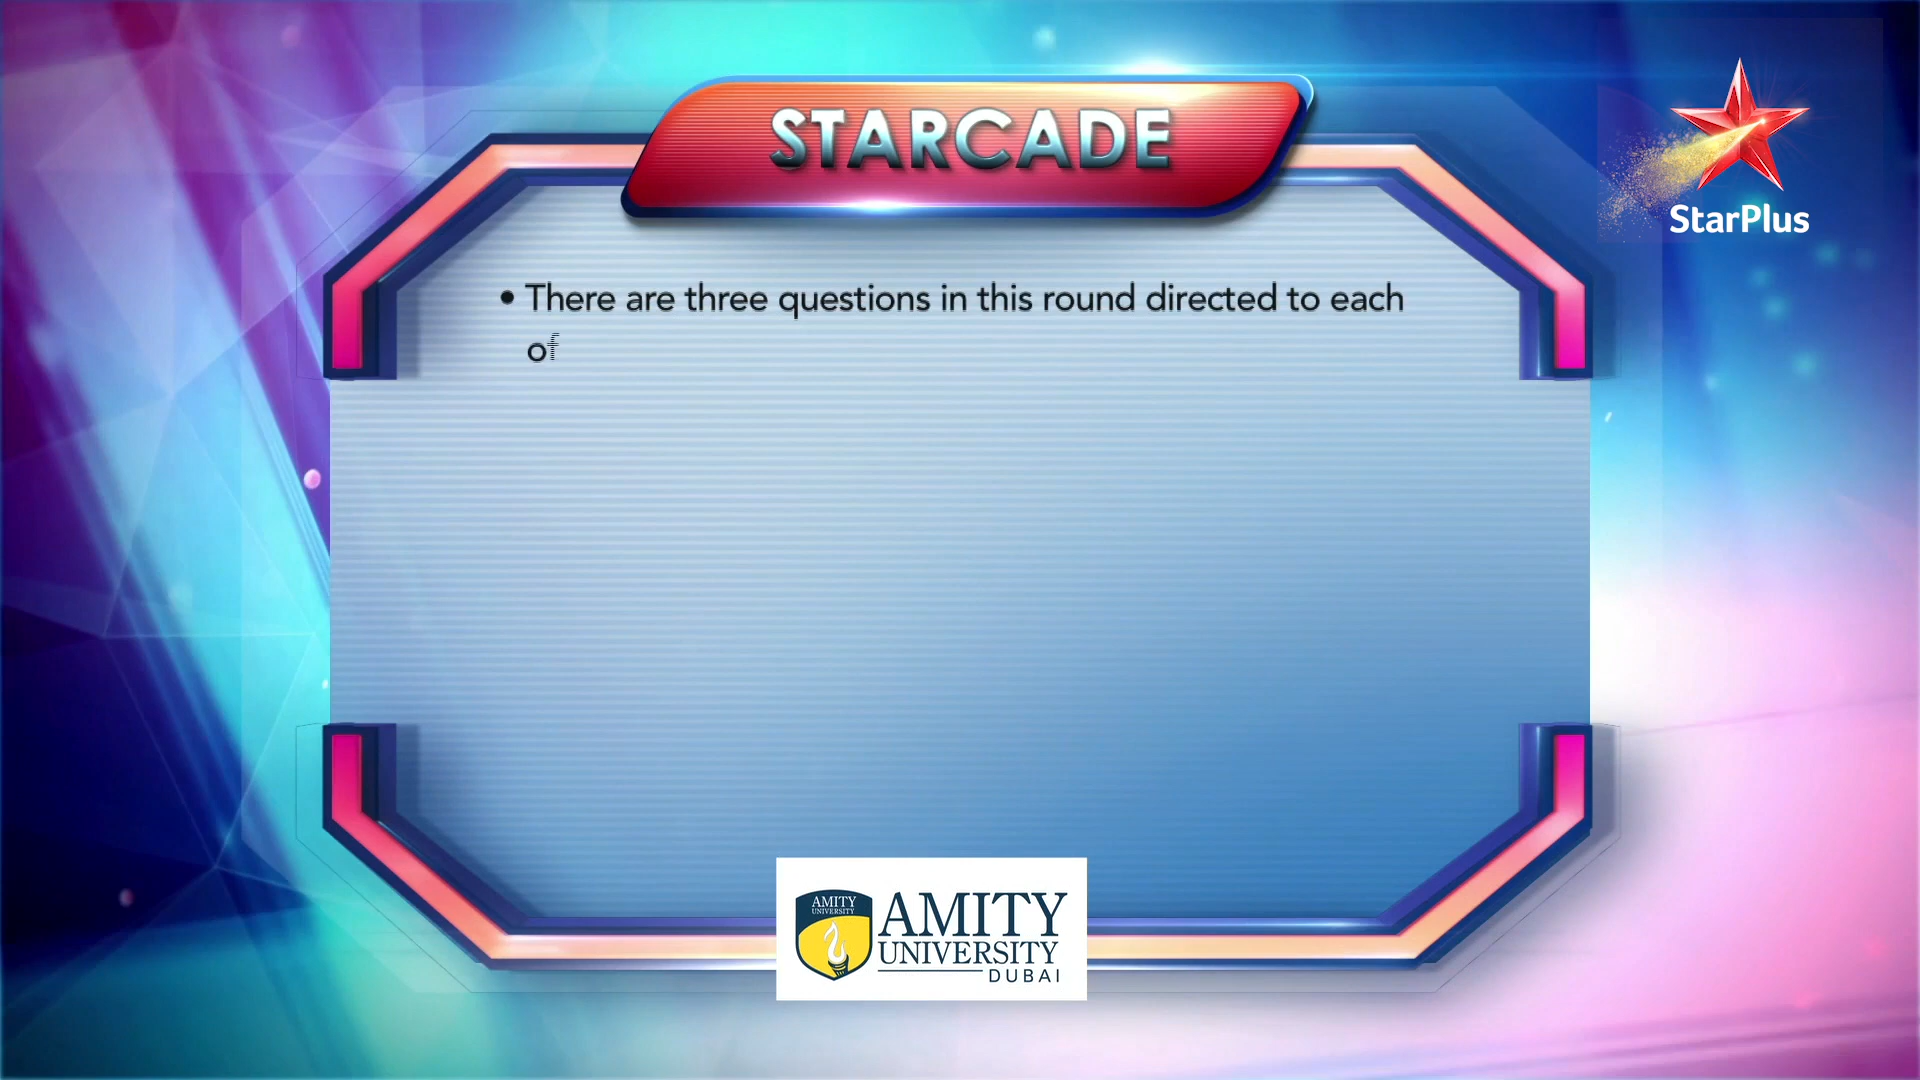 STARCADE
StarPlus
• There are three questions in this round directed to each
of
AMITY
UNIVERSITY
AMITY
UNIVERSITY
DUBAI